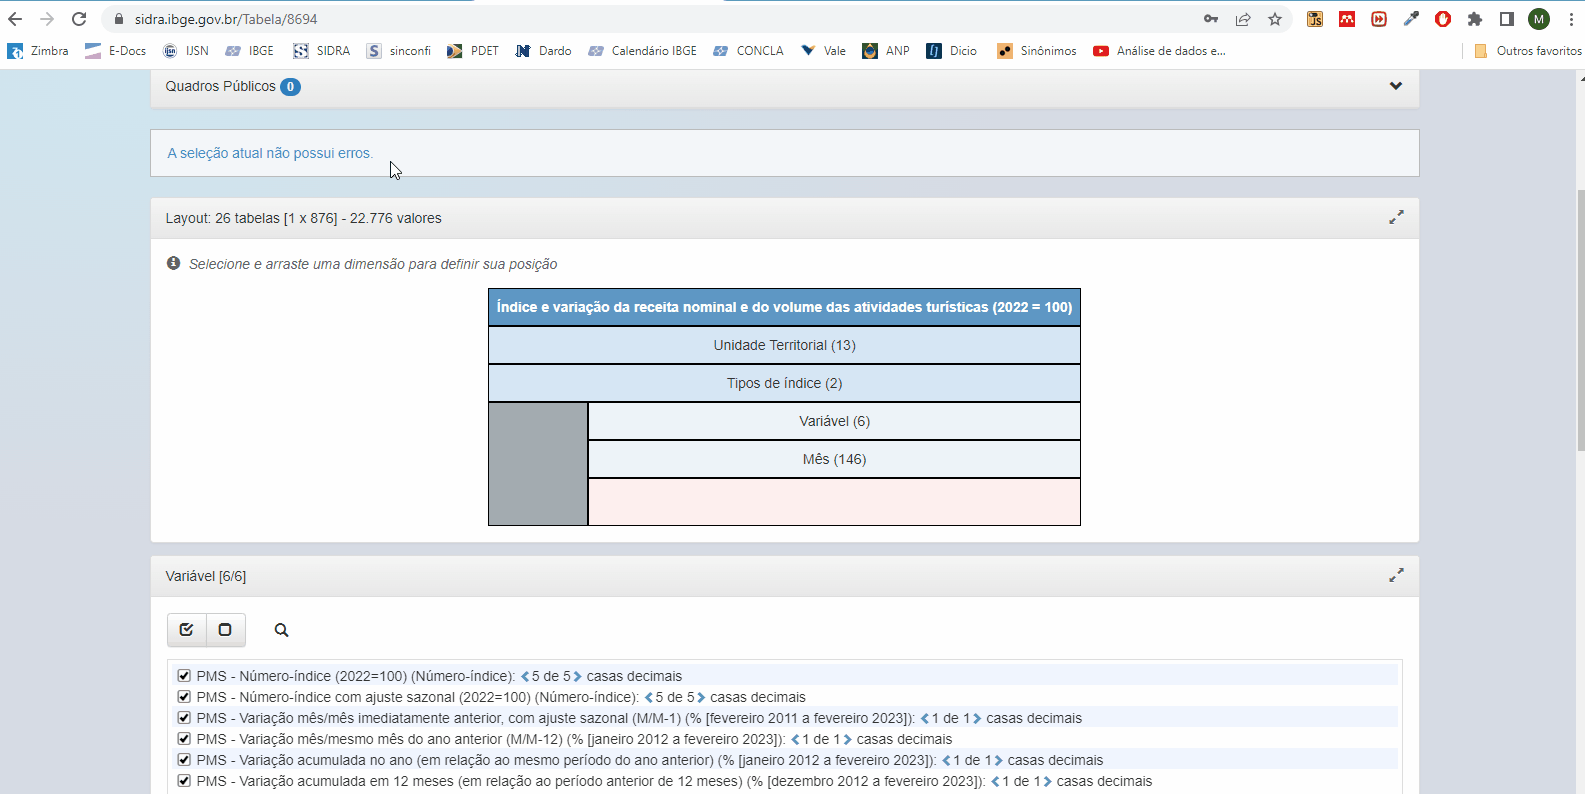 sidra.ibge.gov.br/Tabela/8694
M
Zimbra E-Docs IJSN IBGE SIDRA S sinconfi PDET Dardo Calendário IBGE CONCLA Vale ANP Dicio Sinônimos Análise de dados e... Outros favoritos
Quadros Públicos 0
A seleção atual não possui erros.
Layout: 26 tabelas [1 x 876] - 22.776 valores
Selecione e arraste uma dimensão para definir sua posição
Índice e variação da receita nominal e do volume das atividades turísticas (2022 = 100)
Unidade Territorial (13)
Tipos de índice (2)
Variável (6)
Mês (146)
Variável [6/6]
PMS - Número-índice (2022=100) (Número-índice): 5 de 5 casas decimais
PMS - Número-índice com ajuste sazonal (2022=100) (Número-índice): 5 de 5 casas decimais
PMS - Variação mês/mês imediatamente anterior, com ajuste sazonal (M/M-1) (% [fevereiro 2011 a fevereiro 2023]): 1 de 1 casas decimais
PMS - Variação mês/mesmo mês do ano anterior (M/M-12) (% [janeiro 2012 a fevereiro 2023]): 1 de 1 casas decimais
PMS - Variação acumulada no ano (em relação ao mesmo período do ano anterior) (% [janeiro 2012 a fevereiro 2023]): 1 de 1 casas decimais
PMS - Variação acumulada em 12 meses (em relação ao período anterior de 12 meses) (% [dezembro 2012 a fevereiro 2023]): 1 de 1 casas decimais